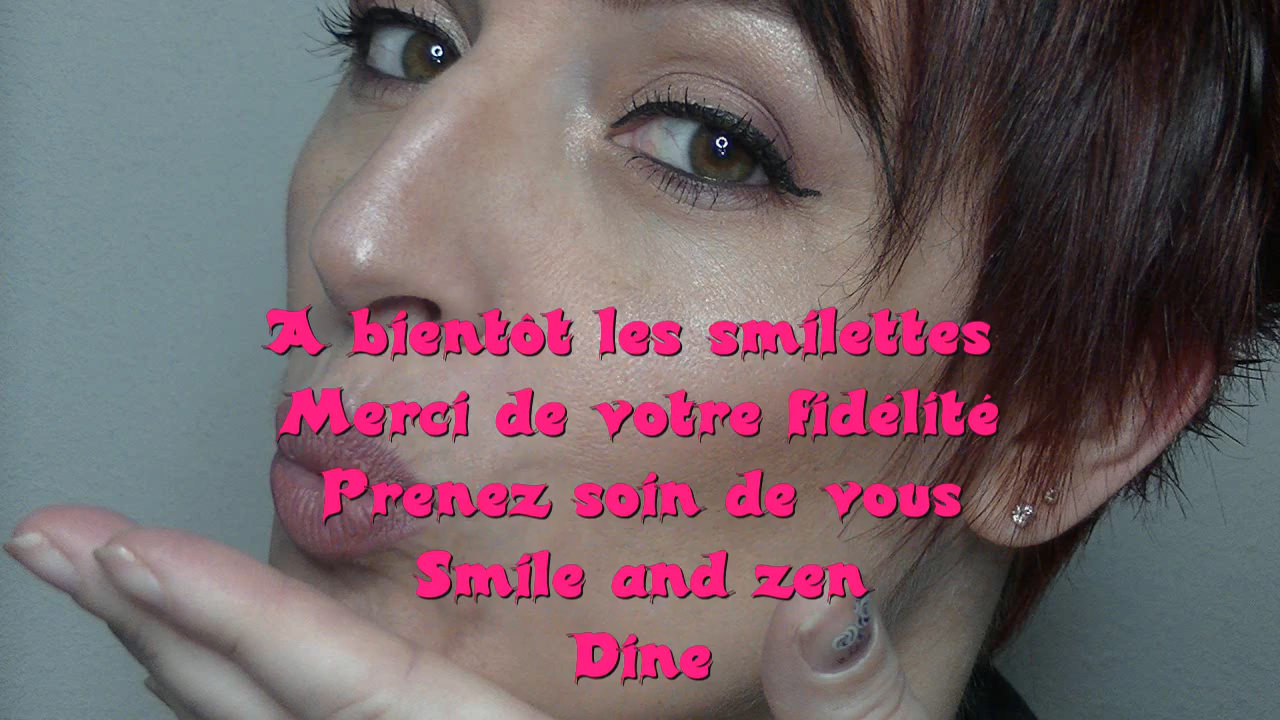 A bientôt les smilettes
Merci de votre fidélité
Prenez soin de vous
Smile and zen
Dine